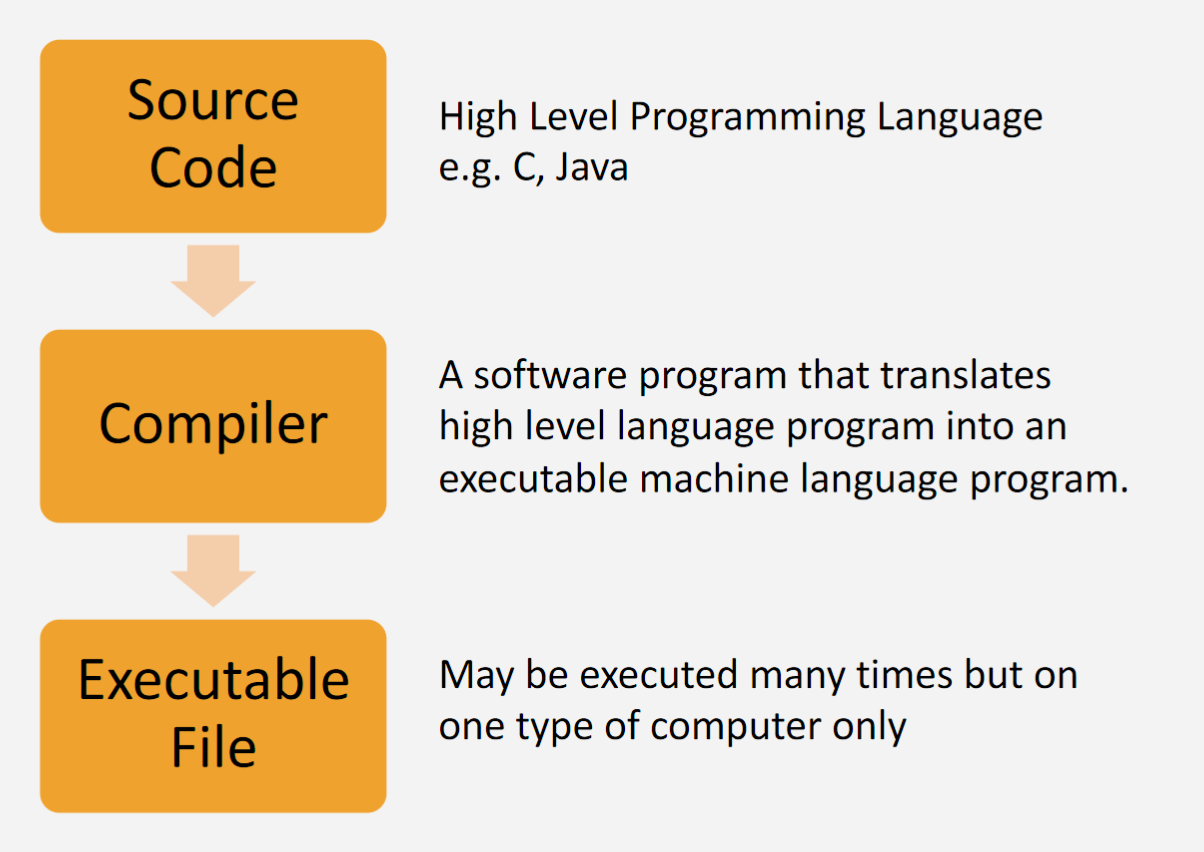 Source
Code
High Level Programming Language
e.g. C, Java
Compiler
A software program that translates
high level language program into an
executable machine language program.
Executable
File
May be executed many times but on
one type of computer only